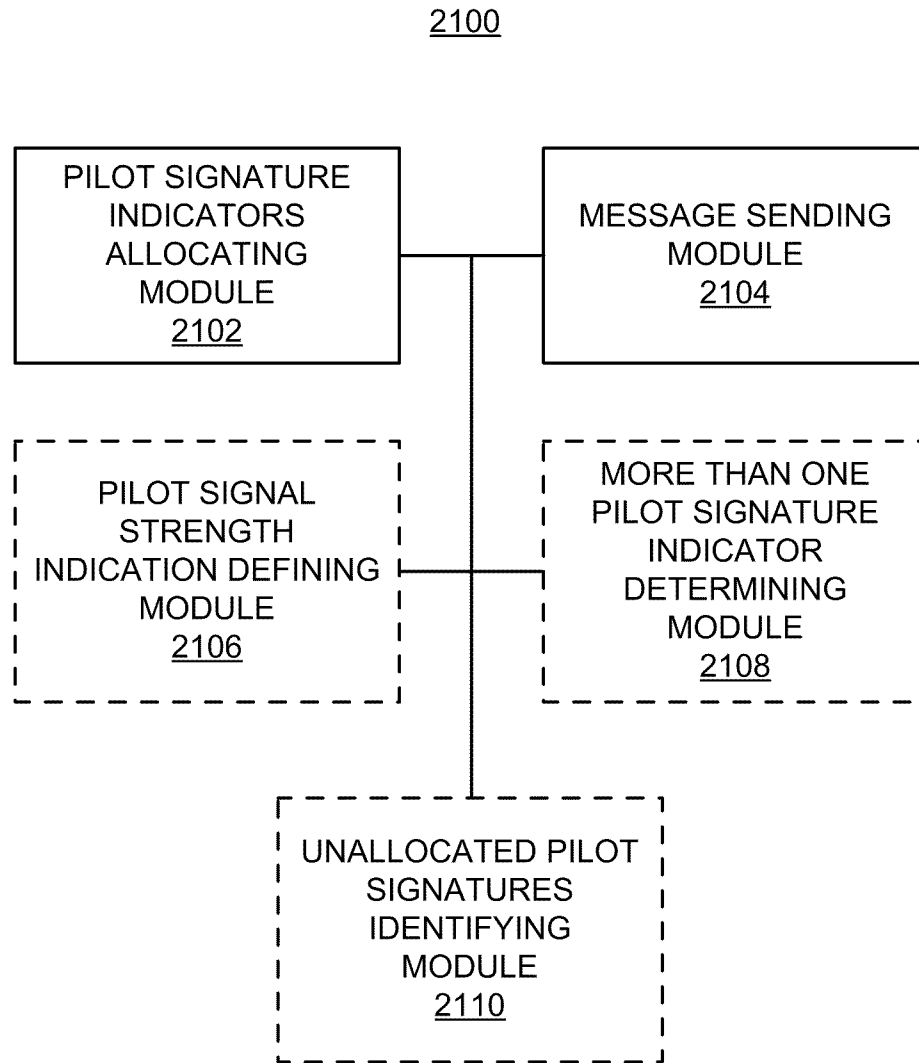 2100
PILOT SIGNATURE
INDICATORS
ALLOCATING
MODULE
2102
MESSAGE SENDING
MODULE
2104
PILOT SIGNAL
STRENGTH
INDICATION DEFINING
MODULE
2106
MORE THAN ONE
PILOT SIGNATURE
INDICATOR
DETERMINING
MODULE
2108
UNALLOCATED PILOT
SIGNATURES
IDENTIFYING
MODULE
2110